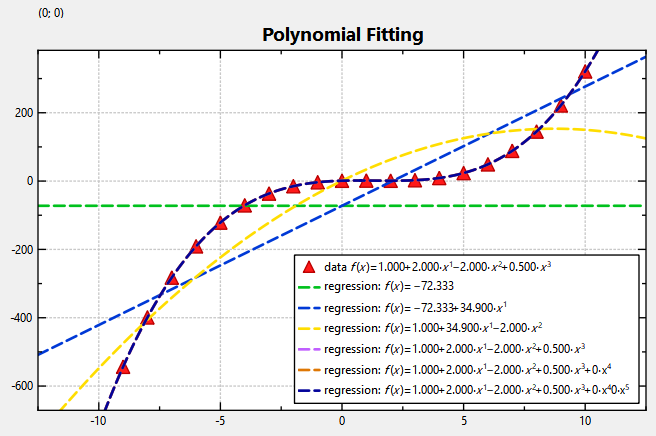 (0; 0)
Polynomial Fitting
200
0
-200
-400
-600
-10
-5
0
5
10
data f(x)=1.000+2.000·x¹−2.000·x²+0.500·x³
regression: f(x)= −72.333
regression: f(x)= −72.333+34.900·x¹
regression: f(x)=1.000+34.900·x¹−2.000·x²
regression: f(x)=1.000+2.000·x¹−2.000·x²+0.500·x³
regression: f(x)=1.000+2.000·x¹−2.000·x²+0.500·x³+0·x⁴
regression: f(x)=1.000+2.000·x¹−2.000·x²+0.500·x³+0·x⁴0·x⁵